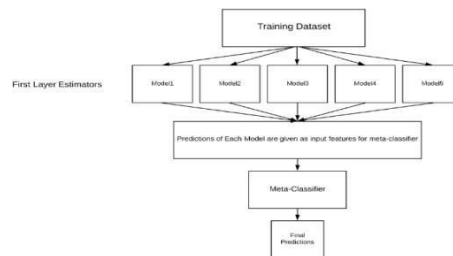 Training Dataset
First Layer Estimators
Model1
Model2
Model3
Model4
Model5
Predictions of Each Model are given as input features for meta-classifier
Meta-Classifier
Final
Predictions